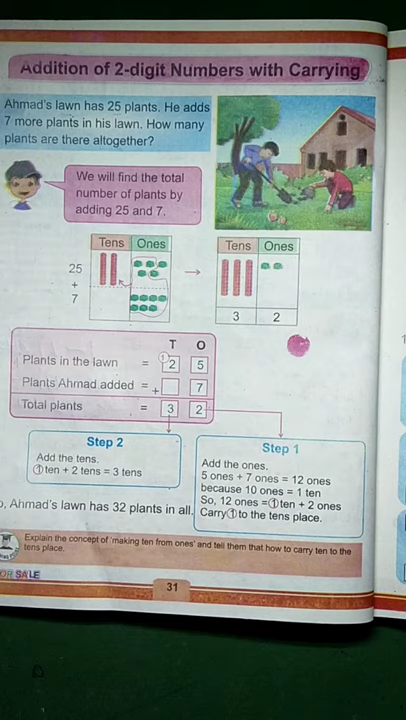 Addition of 2-digit Numbers with Carrying
Ahmad's lawn has 25 plants. He adds
7 more plants in his lawn. How many
plants are there altogether?
We will find the total
number of plants by
adding 25 and 7.
Tens Ones
25
+
7
→
Tens Ones
3 2
T O
Plants in the lawn = ① 2 5
Plants Ahmad added = + 7
Total plants = 3 2
Step 2
Add the tens.
① ten + 2 tens = 3 tens
Step 1
Add the ones.
5 ones + 7 ones = 12 ones
because 10 ones = 1 ten
So, 12 ones = ① ten + 2 ones
Carry ① to the tens place.
, Ahmad's lawn has 32 plants in all.
Explain the concept of 'making ten from ones' and tell them that how to carry ten to the
tens place.
OR SALE
31